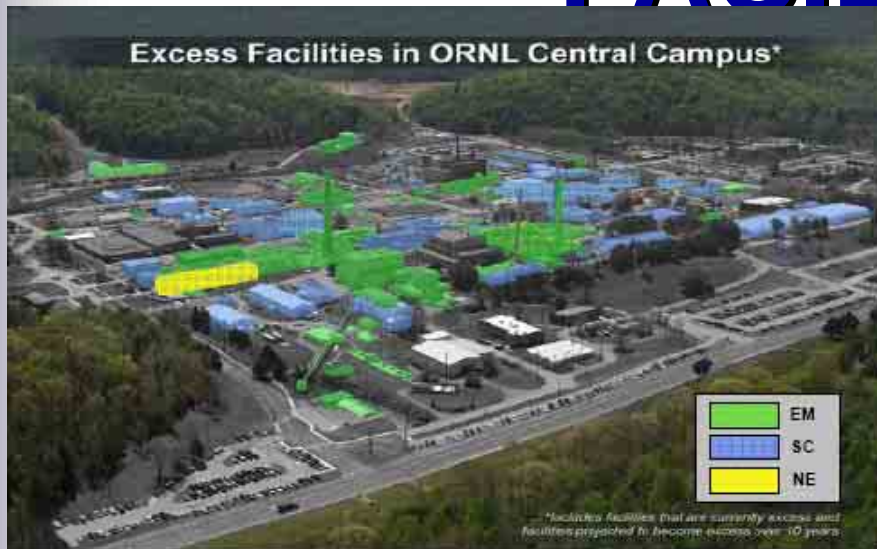 Excess Facilities in ORNL Central Campus*
EM
SC
NE
*Includes facilities that are currently excess and
facilities projected to become excess over 10 years